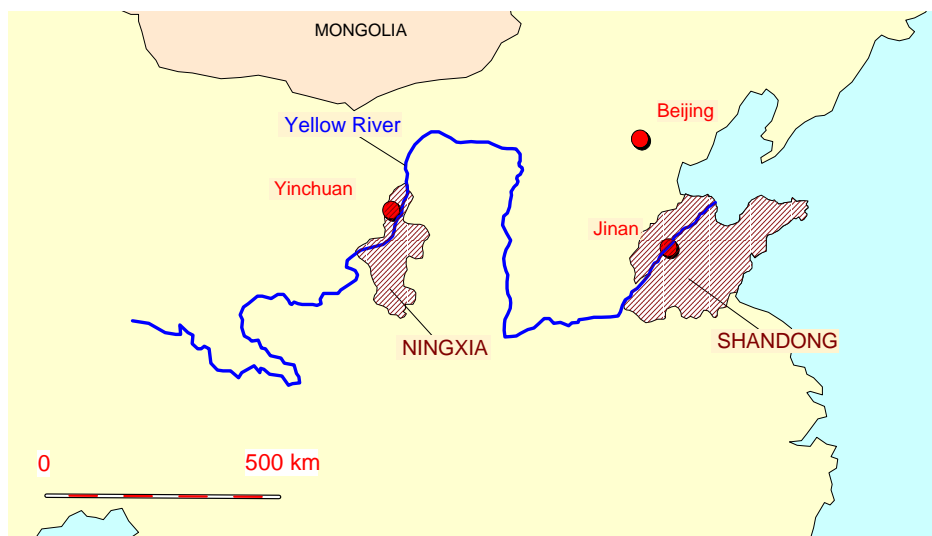 MONGOLIA
Beijing
Yellow River
Yinchuan
Jinan
SHANDONG
NINGXIA
0 500 km